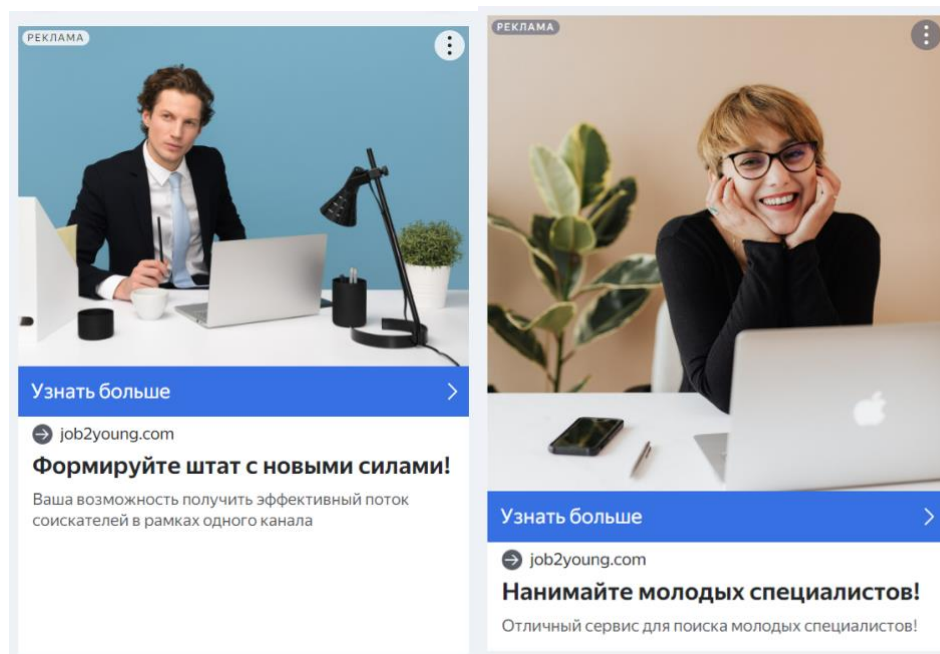 РЕКЛАМА
Узнать больше
job2young.com
Формируйте штат с новыми силами!
Ваша возможность получить эффективный поток
соискателей в рамках одного канала
РЕКЛАМА
Узнать больше
job2young.com
Нанимайте молодых специалистов!
Отличный сервис для поиска молодых специалистов!